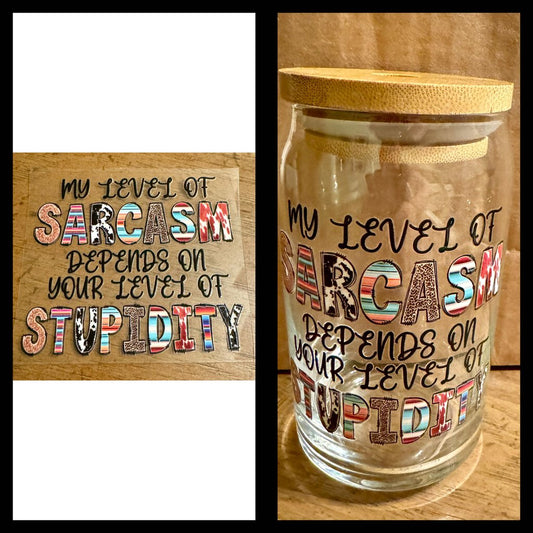 MY LEVEL OF
SARCASM
DEPENDS ON
YOUR LEVEL OF
STUPIDITY
MY LEVEL OF
SARCASM
DEPENDS ON
YOUR LEVEL OF
STUPIDITY